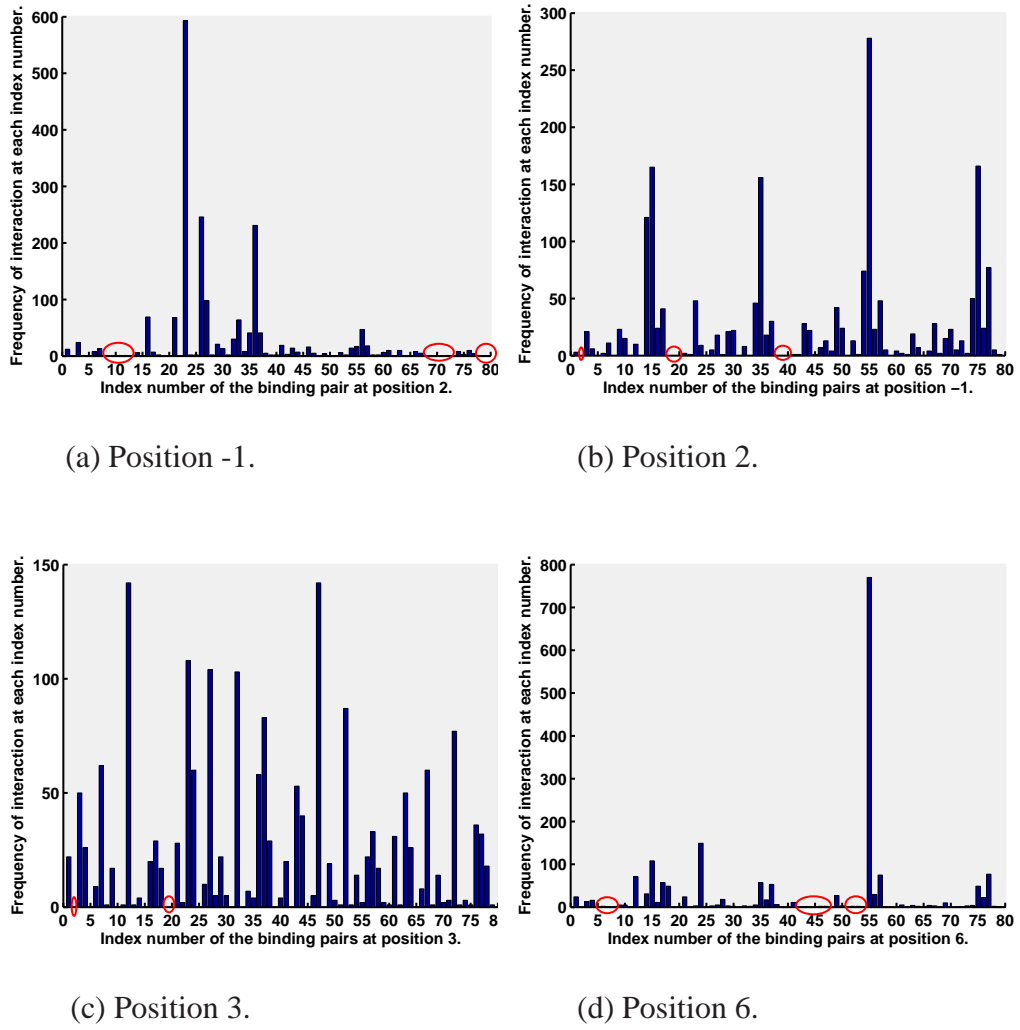 Frequency of interaction at each index number.
600
500
400
300
200
100
0
0 5 10 15 20 25 30 35 40 45 50 55 60 65 70 75 80
Index number of the binding pair at position 2.
(a) Position -1.
Frequency of interaction at each index number.
300
250
200
150
100
50
0
0 5 10 15 20 25 30 35 40 45 50 55 60 65 70 75 80
Index number of the binding pairs at position −1.
(b) Position 2.
Frequency of interaction at each index number.
150
100
50
0
0 5 10 15 20 25 30 35 40 45 50 55 60 65 70 75 8
Index number of the binding pairs at position 3.
(c) Position 3.
Frequency of interaction at each index number.
800
700
600
500
400
300
200
100
0
0 5 10 15 20 25 30 35 45 50 55 60 65 70 75 80
Index number of the binding pairs at position 6.
(d) Position 6.